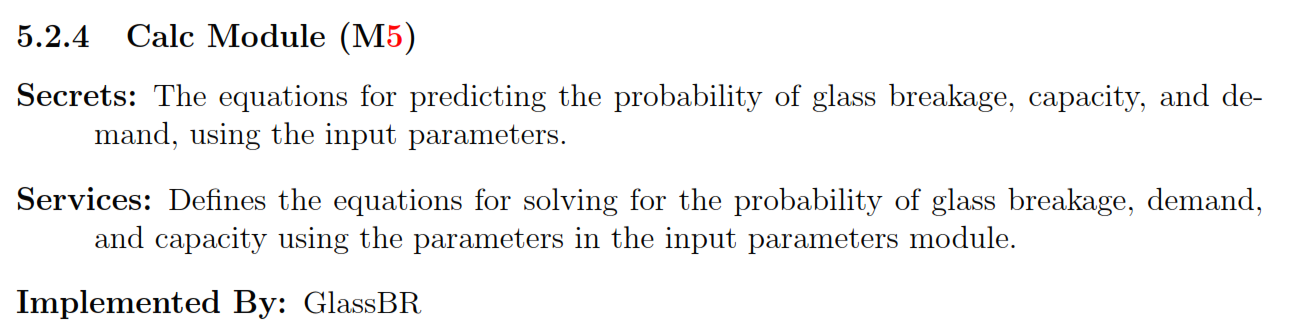 5.2.4 Calc Module (M5)
Secrets: The equations for predicting the probability of glass breakage, capacity, and de-
mand, using the input parameters.
Services: Defines the equations for solving for the probability of glass breakage, demand,
and capacity using the parameters in the input parameters module.
Implemented By: GlassBR